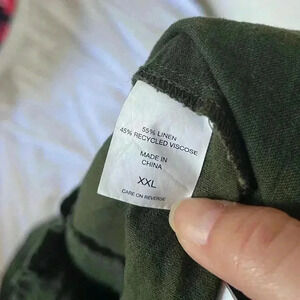 55% LINEN
45% RECYCLED VISCOSE
MADE IN
CHINA
XXL
CARE ON REVERSE